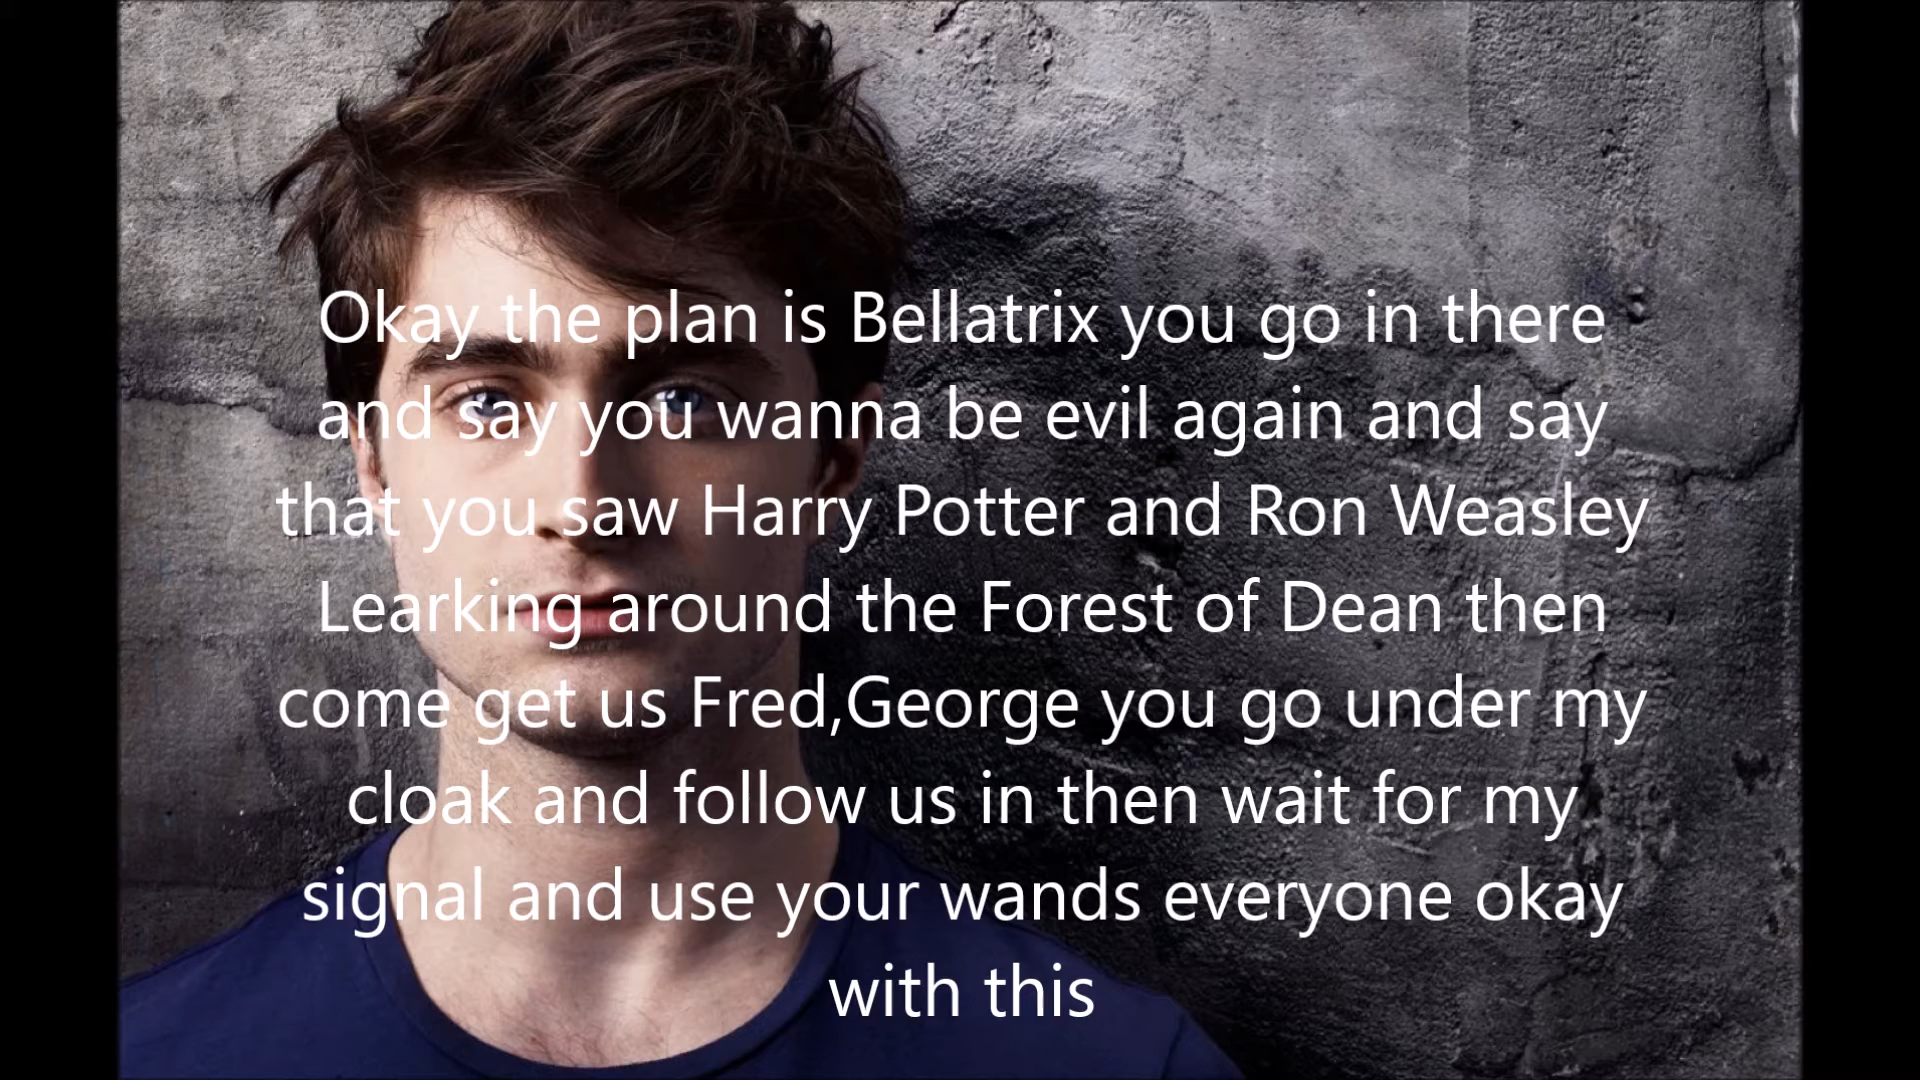 Okay the plan is Bellatrix you go in there
and say you wanna be evil again and say
that you saw Harry Potter and Ron Weasley
Learking around the Forest of Dean then
come get us Fred,George you go under my
cloak and follow us in then wait for my
signal and use your wands everyone okay
with this